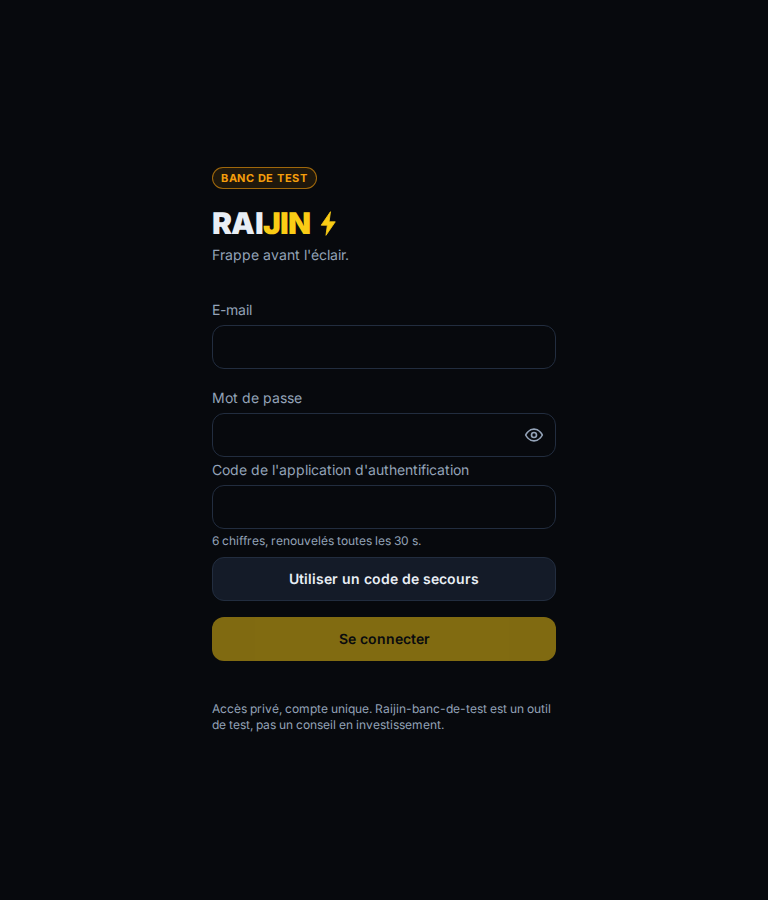 BANC DE TEST
RAIJIN
Frappe avant l'éclair.
E-mail
Mot de passe
Code de l'application d'authentification
6 chiffres, renouvelés toutes les 30 s.
Utiliser un code de secours
Se connecter
Accès privé, compte unique. Raijin-banc-de-test est un outil
de test, pas un conseil en investissement.